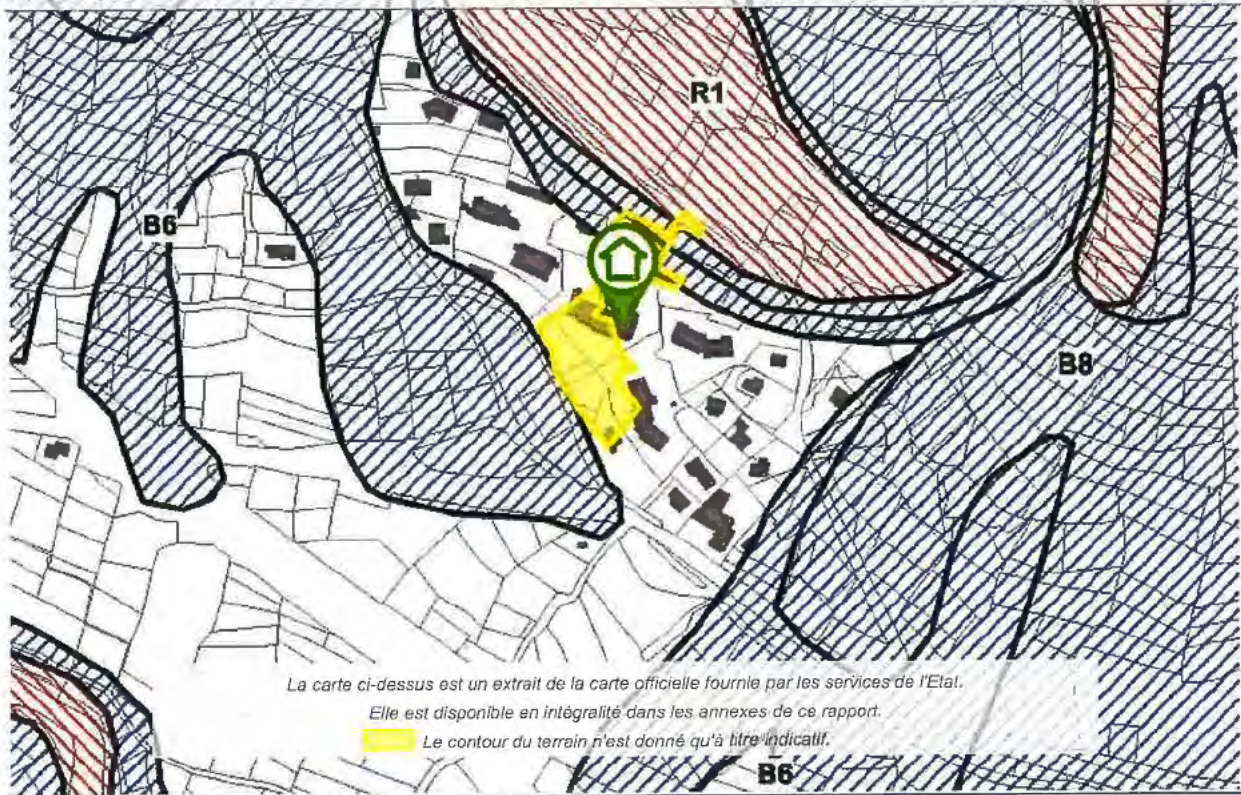 R1
B6
B8
La carte ci-dessus est un extrait de la carte officielle fournie par les services de l'Etat.
Elle est disponible en intégralité dans les annexes de ce rapport.
Le contour du terrain n'est donné qu'à titre indicatif.
B6